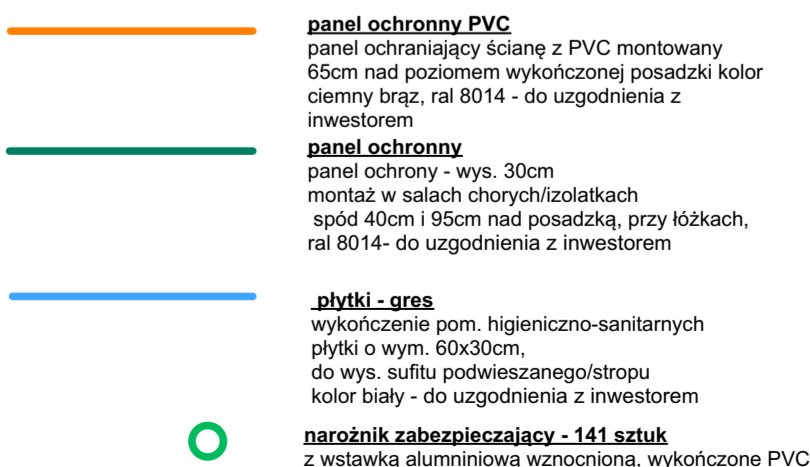 panel ochronny PVC
panel ochraniający ścianę z PVC montowany
65cm nad poziomem wykończonej posadzki kolor
ciemny brąz, ral 8014 - do uzgodnienia z
inwestorem
panel ochronny
panel ochrony - wys. 30cm
montaż w salach chorych/izolatkach
spód 40cm i 95cm nad posadzką, przy łóżkach,
ral 8014- do uzgodnienia z inwestorem
płytki - gres
wykończenie pom. higieniczno-sanitarnych
płytki o wym. 60x30cm,
do wys. sufitu podwieszanego/stropu
kolor biały - do uzgodnienia z inwestorem
narożnik zabezpieczający - 141 sztuk
z wstawką alumniniową wznocnioną, wykończone PVC